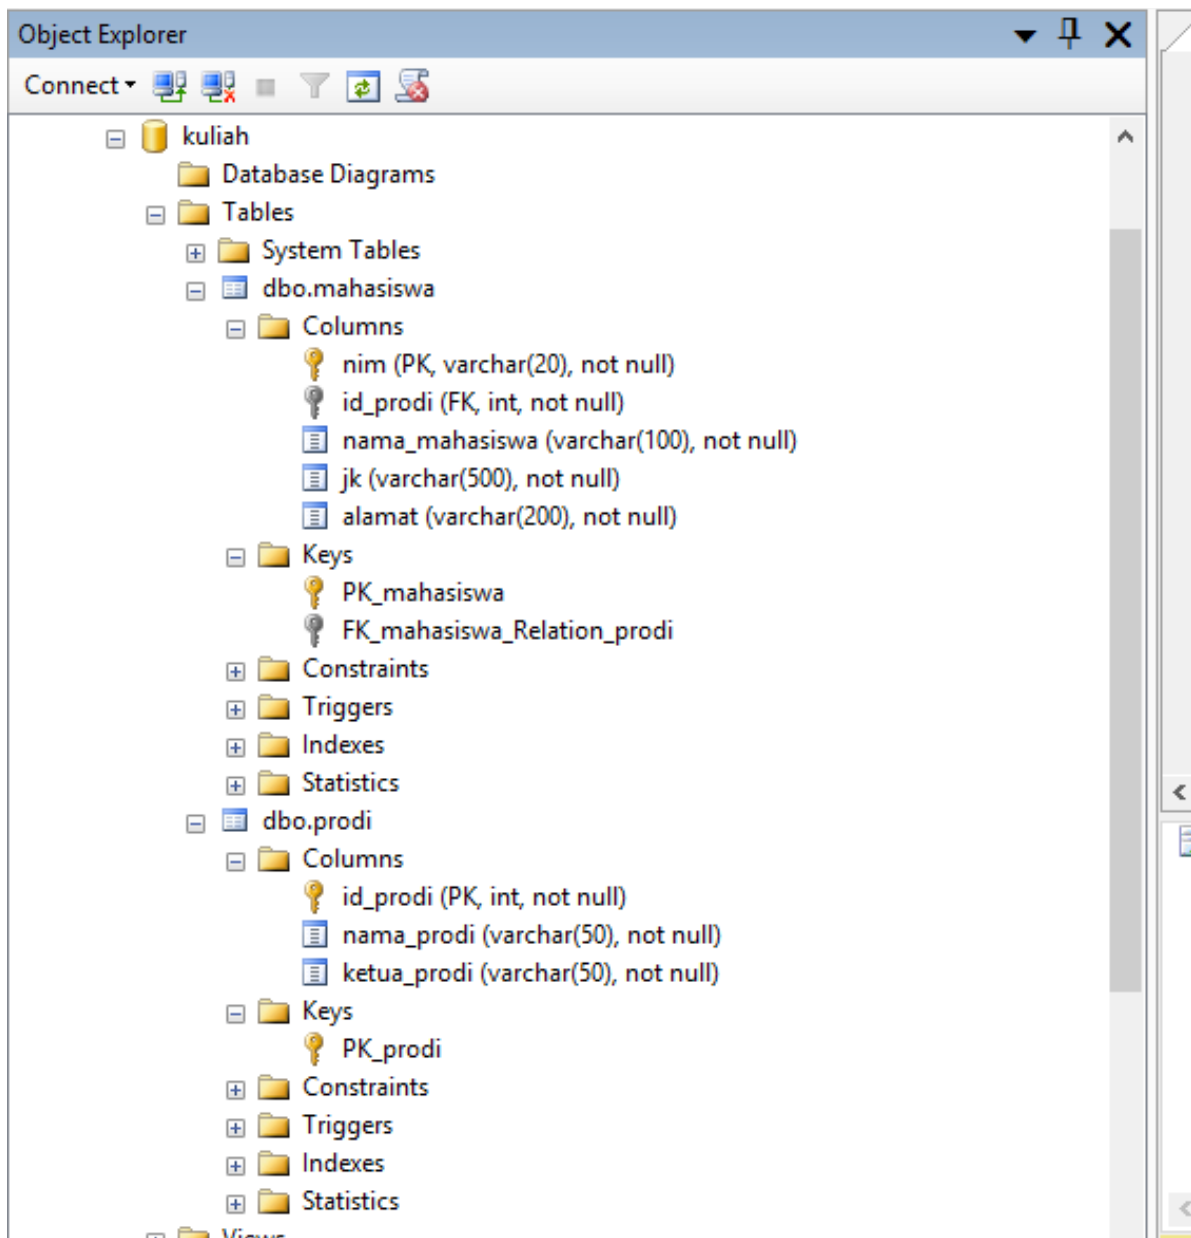 Object Explorer
Connect
kuliah
Database Diagrams
Tables
System Tables
dbo.mahasiswa
Columns
nim (PK, varchar(20), not null)
id_prodi (FK, int, not null)
nama_mahasiswa (varchar(100), not null)
jk (varchar(500), not null)
alamat (varchar(200), not null)
Keys
PK_mahasiswa
FK_mahasiswa_Relation_prodi
Constraints
Triggers
Indexes
Statistics
dbo.prodi
Columns
id_prodi (PK, int, not null)
nama_prodi (varchar(50), not null)
ketua_prodi (varchar(50), not null)
Keys
PK_prodi
Constraints
Triggers
Indexes
Statistics
Views